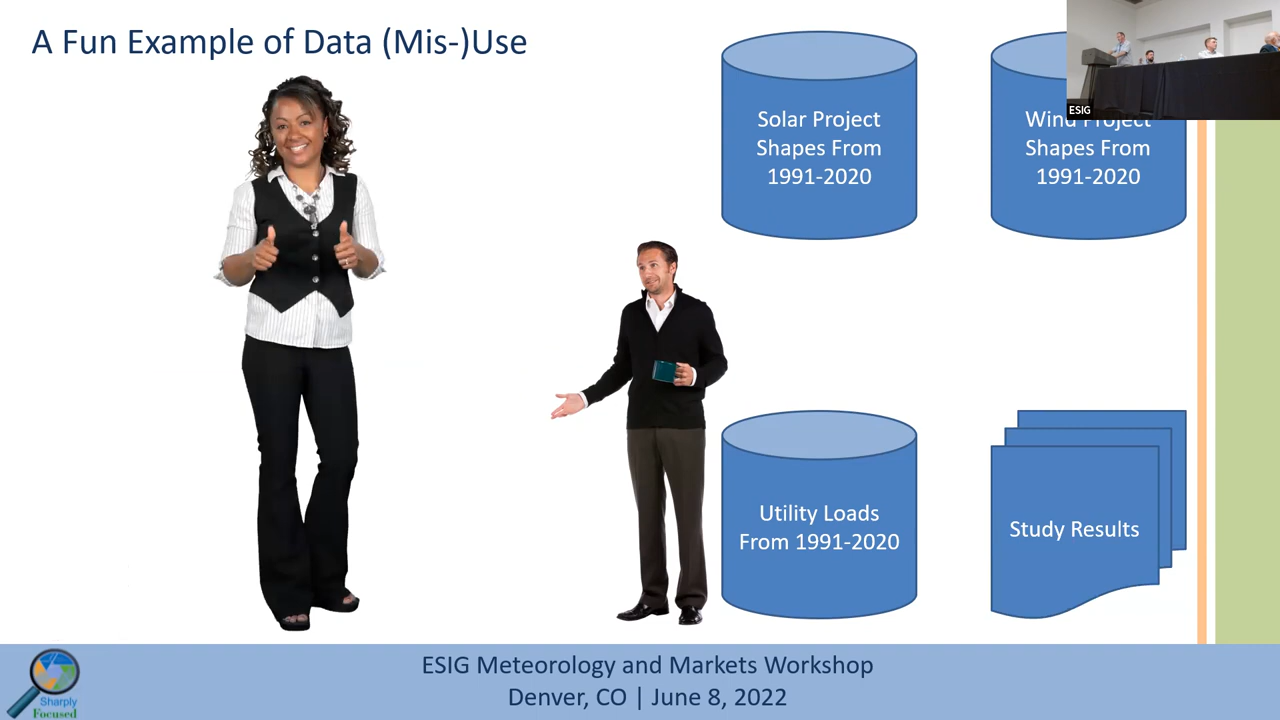 A Fun Example of Data (Mis-)Use
Solar Project
Shapes From
1991-2020
Wind Project
Shapes From
1991-2020
ESIG
Utility Loads
From 1991-2020
Study Results
ESIG Meteorology and Markets Workshop
Denver, CO | June 8, 2022
Sharply
Focused